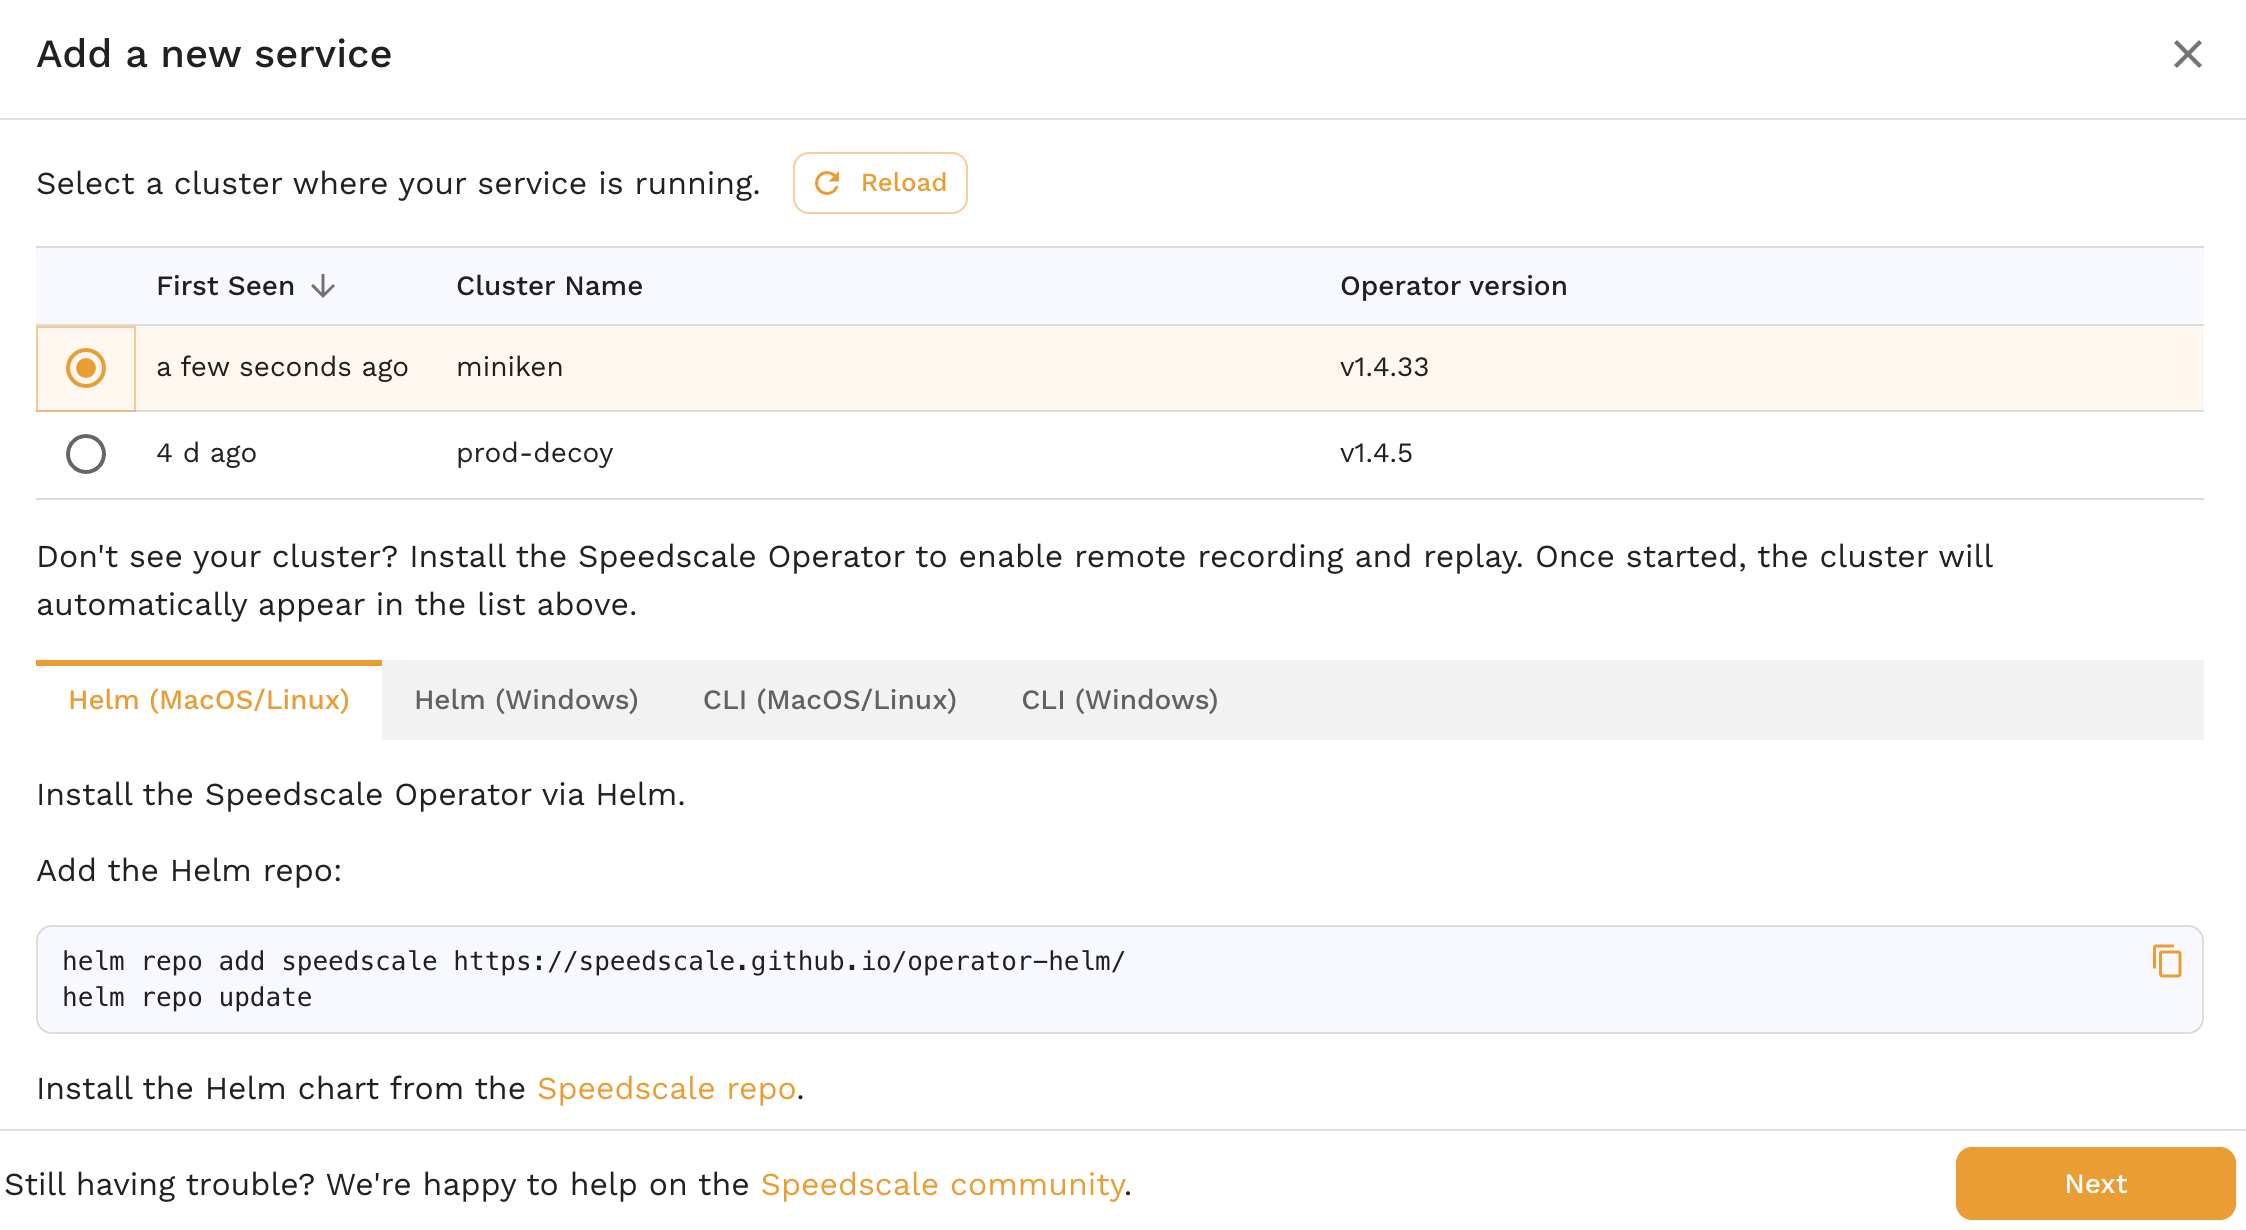 Add a new service
Select a cluster where your service is running.
Reload
First Seen Cluster Name Operator version
a few seconds ago miniken v1.4.33
4 d ago prod-decoy v1.4.5
Don't see your cluster? Install the Speedscale Operator to enable remote recording and replay. Once started, the cluster will
automatically appear in the list above.
Helm (MacOS/Linux) Helm (Windows) CLI (MacOS/Linux) CLI (Windows)
Install the Speedscale Operator via Helm.
Add the Helm repo:
helm repo add speedscale https://speedscale.github.io/operator-helm/
helm repo update
Install the Helm chart from the Speedscale repo.
Still having trouble? We're happy to help on the Speedscale community.
Next